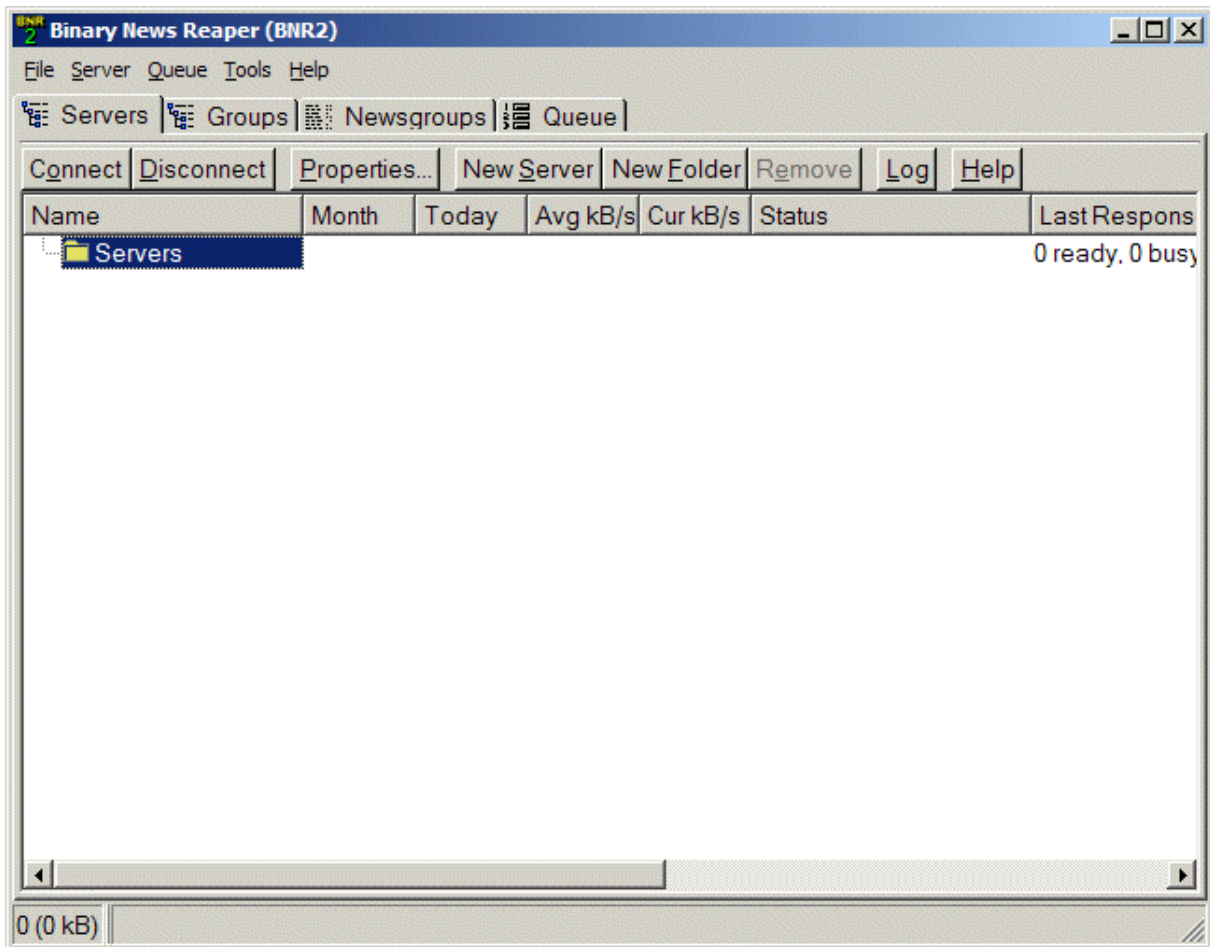 BNR 2 Binary News Reaper (BNR2)
File Server Queue Tools Help
Servers Groups Newsgroups Queue
Connect Disconnect Properties... New Server New Folder Remove Log Help
Name Month Today Avg kB/s Cur kB/s Status Last Respons
Servers 0 ready, 0 busy
0 (0 kB)